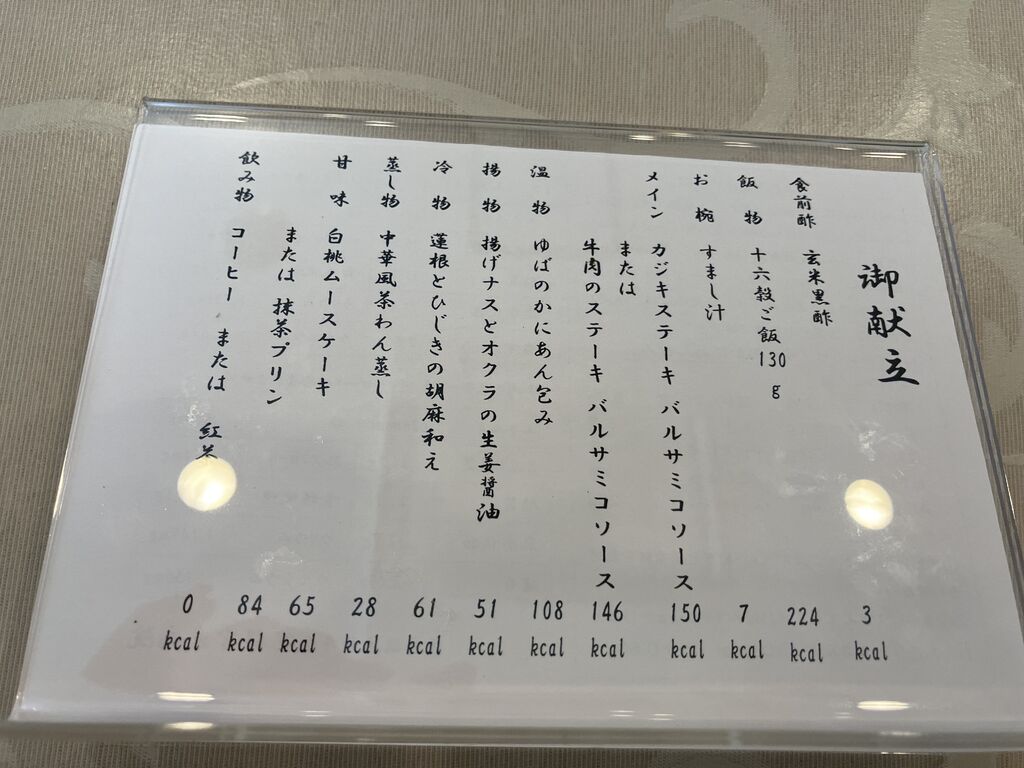 御献立
食前酢 玄米黒酢 3 kcal
飯物 十六穀ご飯130g 224 kcal
お椀 すまし汁 7 kcal
メイン カジキステーキ バルサミコソース 150 kcal
または
牛肉のステーキ バルサミコソース 146 kcal
温物 ゆばのかにあん包み 108 kcal
揚物 揚げナスとオクラの生姜醤油 51 kcal
冷物 蓮根とひじきの胡麻和え 61 kcal
蒸し物 中華風茶わん蒸し 28 kcal
甘味 白桃ムースケーキ 65 kcal
または 抹茶プリン 84 kcal
飲み物 コーヒー または 紅茶 0 kcal